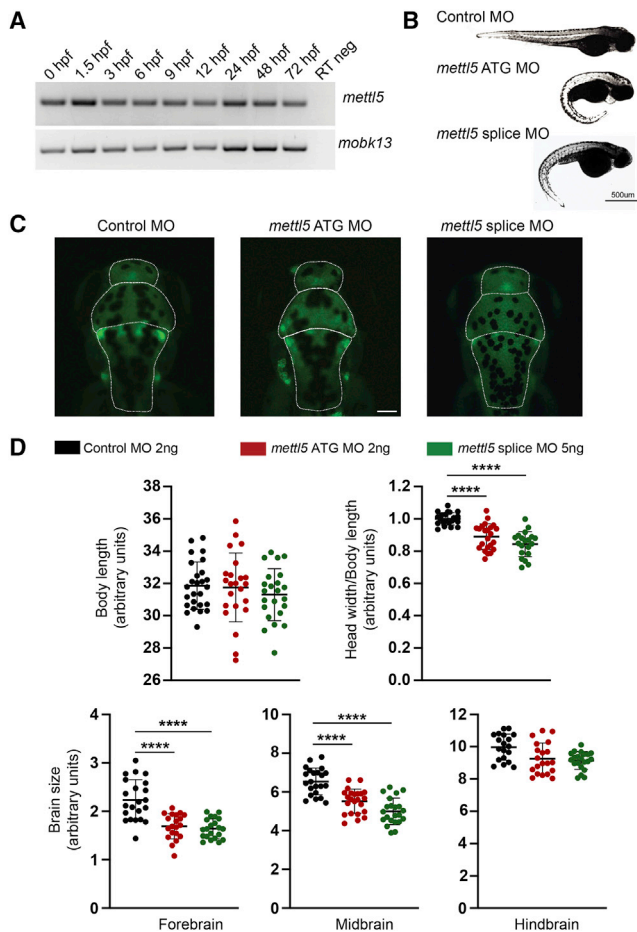 A
0 hpf
1.5 hpf
3 hpf
6 hpf
9 hpf
12 hpf
24 hpf
48 hpf
72 hpf
RT neg
mettl5
mobk13
B
Control MO
mettl5 ATG MO
mettl5 splice MO
500um
C
Control MO
mettl5 ATG MO
mettl5 splice MO
D
Control MO 2ng
mettl5 ATG MO 2ng
mettl5 splice MO 5ng
Body length
(arbitrary units)
38
36
34
32
30
28
26
Head width/Body length
(arbitrary units)
1.2
1.0
0.8
0.6
0.4
0.2
0.0
****
****
Brain size
(arbitrary units)
4
3
2
1
0
****
****
Forebrain
10
8
6
4
2
0
****
****
Midbrain
12
10
8
6
4
2
0
Hindbrain